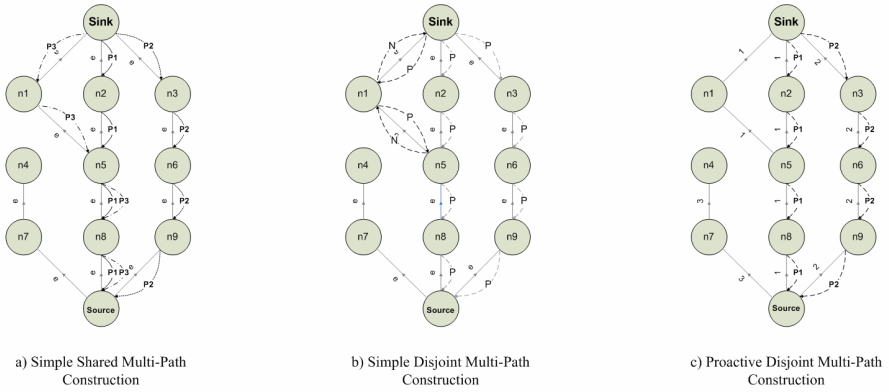 Sink
P3
e
e
P1
e
P2
n1
n2
n3
P3
e
e
P1
e
P2
n4
n5
n6
e
e
P1
P3
e
P2
n7
n8
n9
e
e
P1
P3
e
P2
Source
a) Simple Shared Multi-Path
Construction
Sink
N
e
P
e
P
e
P
n1
n2
n3
P
N
e
P
e
P
n4
n5
n6
e
e
P
e
P
n7
n8
n9
e
e
P
e
P
Source
b) Simple Disjoint Multi-Path
Construction
Sink
1
1
P1
2
P2
n1
n2
n3
1
1
P1
2
P2
n4
n5
n6
3
1
P1
2
P2
n7
n8
n9
3
1
P1
2
P2
Source
c) Proactive Disjoint Multi-Path
Construction